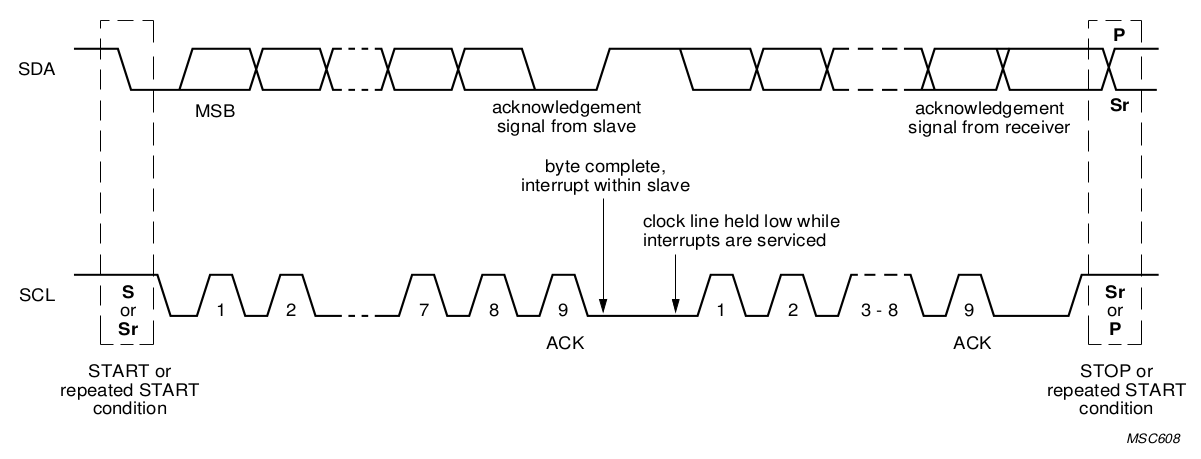 P
SDA
MSB
acknowledgement
signal from slave
acknowledgement
signal from receiver
Sr
byte complete,
interrupt within slave
clock line held low while
interrupts are serviced
SCL
S
or
Sr
1
2
7
8
9
1
2
3 - 8
9
Sr
or
P
ACK
ACK
START or
repeated START
condition
STOP or
repeated START
condition
MSC608